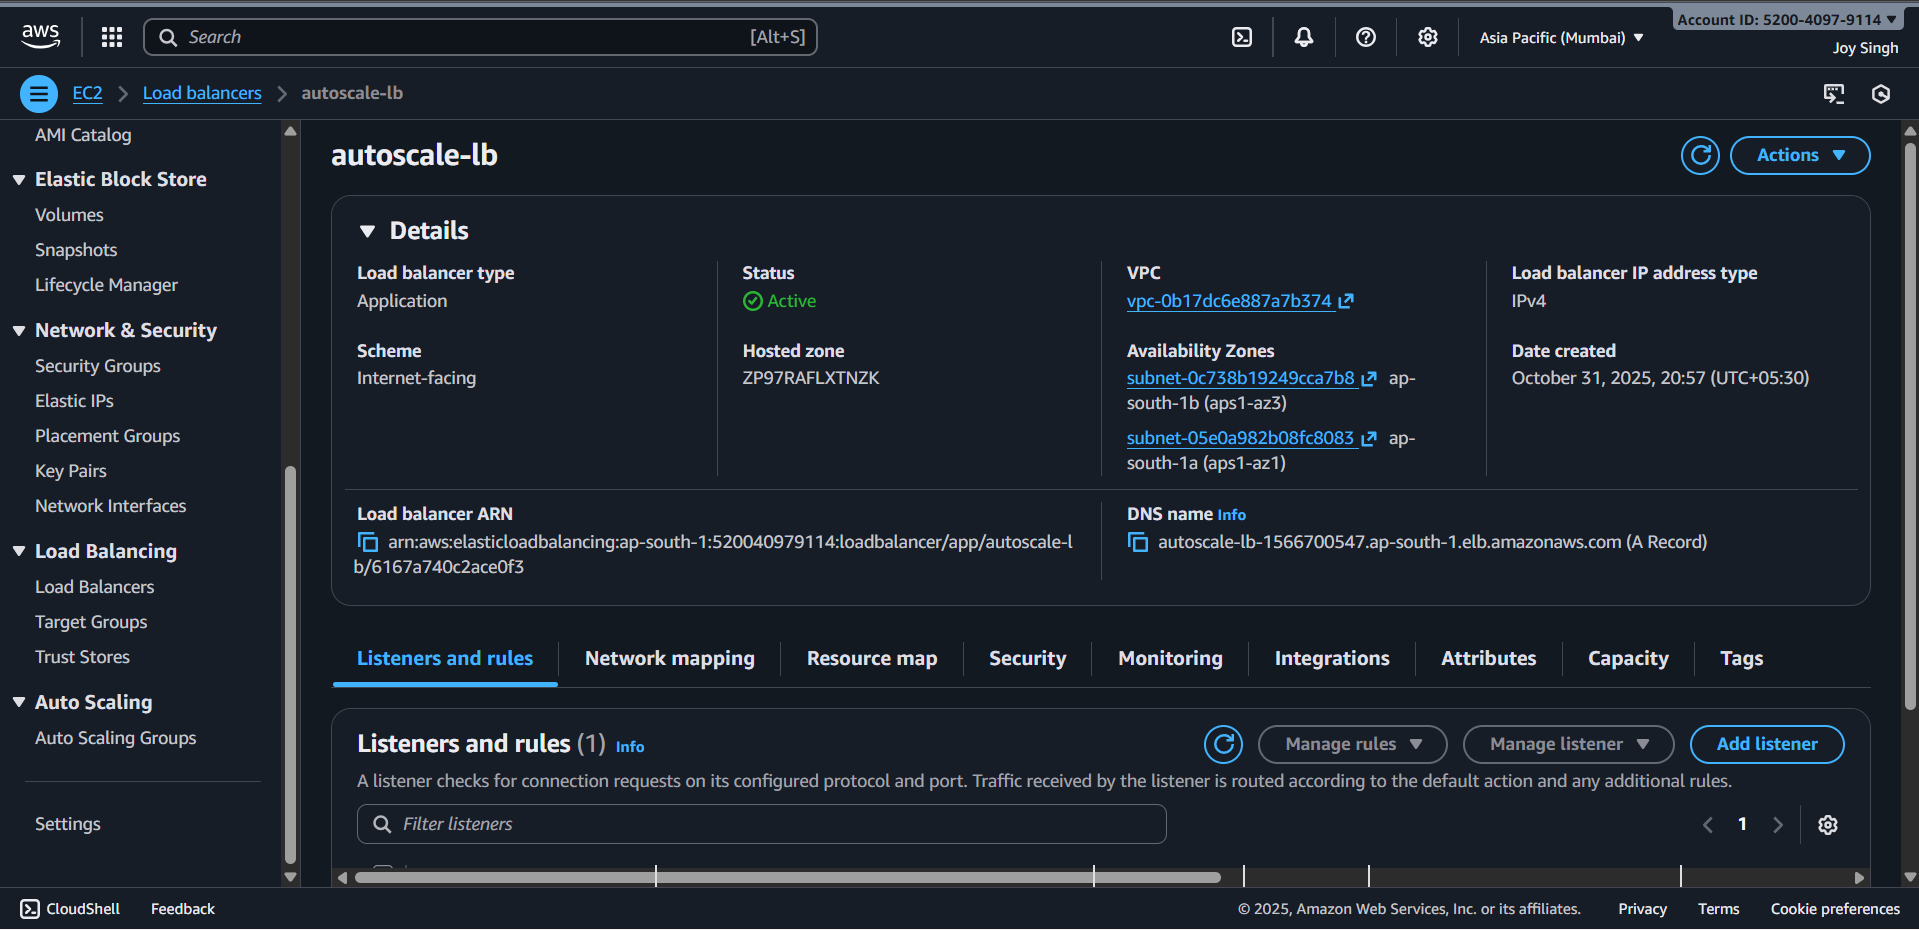 aws
Search
[Alt+S]
Asia Pacific (Mumbai)
Account ID: 5200-4097-9114
Joy Singh
EC2
Load balancers
autoscale-lb
AMI Catalog
Elastic Block Store
Volumes
Snapshots
Lifecycle Manager
Network & Security
Security Groups
Elastic IPs
Placement Groups
Key Pairs
Network Interfaces
Load Balancing
Load Balancers
Target Groups
Trust Stores
Auto Scaling
Auto Scaling Groups
Settings
autoscale-lb
Actions
Details
Load balancer type
Application
Status
Active
VPC
vpc-0b17dc6e887a7b374
Load balancer IP address type
IPv4
Scheme
Internet-facing
Hosted zone
ZP97RAFLXTNZK
Availability Zones
subnet-0c738b19249cca7b8 ap-
south-1b (aps1-az3)
subnet-05e0a982b08fc8083 ap-
south-1a (aps1-az1)
Date created
October 31, 2025, 20:57 (UTC+05:30)
Load balancer ARN
arn:aws:elasticloadbalancing:ap-south-1:520040979114:loadbalancer/app/autoscale-l
b/6167a740c2ace0f3
DNS name Info
autoscale-lb-1566700547.ap-south-1.elb.amazonaws.com (A Record)
Listeners and rules
Network mapping
Resource map
Security
Monitoring
Integrations
Attributes
Capacity
Tags
Listeners and rules (1) Info
Manage rules
Manage listener
Add listener
A listener checks for connection requests on its configured protocol and port. Traffic received by the listener is routed according to the default action and any additional rules.
Filter listeners
1
CloudShell
Feedback
© 2025, Amazon Web Services, Inc. or its affiliates.
Privacy
Terms
Cookie preferences